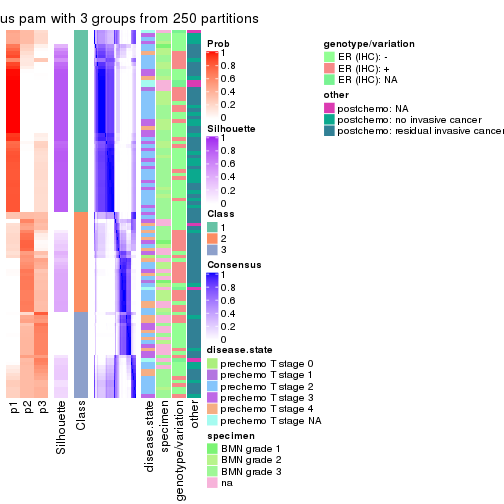 us pam with 3 groups from 250 partitions
Prob
1
0.8
0.6
0.4
0.2
0
Silhouette
1
0.8
0.6
0.4
0.2
0
Class
1
2
3
Consensus
1
0.8
0.6
0.4
0.2
0
disease.state
prechemo T stage 0
prechemo T stage 1
prechemo T stage 2
prechemo T stage 3
prechemo T stage 4
prechemo T stage NA
specimen
BMN grade 1
BMN grade 2
BMN grade 3
na
genotype/variation
ER (IHC): -
ER (IHC): +
ER (IHC): NA
other
postchemo: NA
postchemo: no invasive cancer
postchemo: residual invasive cancer
p1
p2
p3
Silhouette
Class
disease.state
specimen
genotype/variation
other